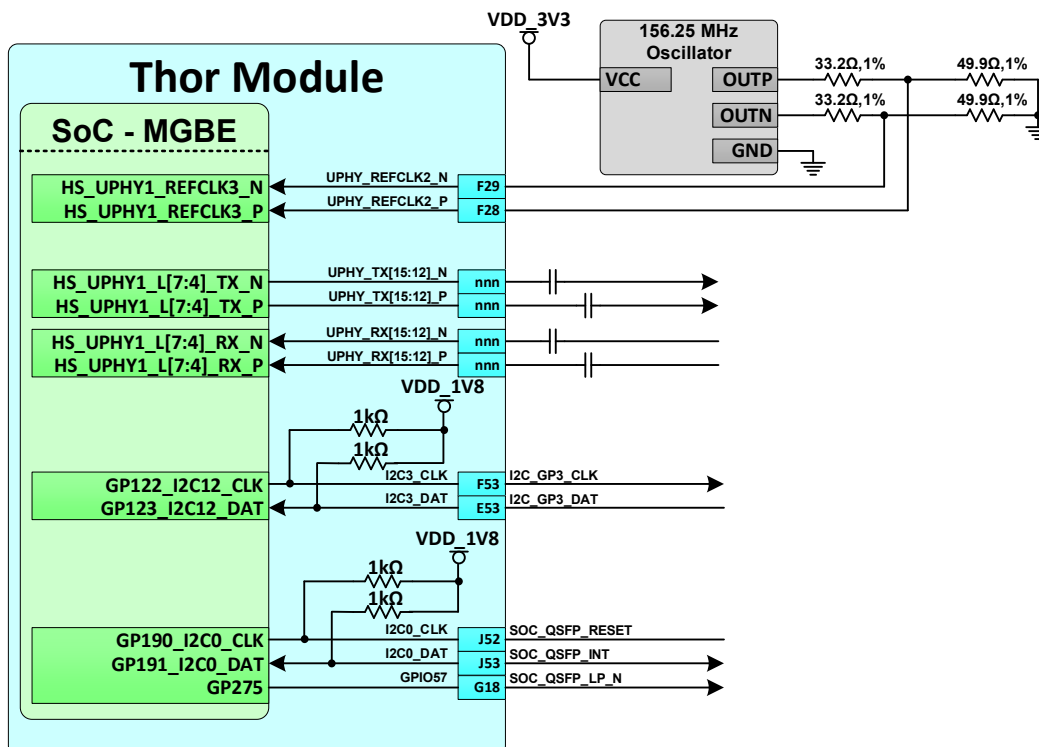 VDD_3V3
156.25 MHz
Oscillator
VCC
OUTP
OUTN
GND
33.2Ω,1%
49.9Ω,1%
33.2Ω,1%
49.9Ω,1%
Thor Module
SoC - MGBE
HS_UPHY1_REFCLK3_N
UPHY_REFCLK2_N
F29
HS_UPHY1_REFCLK3_P
UPHY_REFCLK2_P
F28
HS_UPHY1_L[7:4]_TX_N
UPHY_TX[15:12]_N
nnn
HS_UPHY1_L[7:4]_TX_P
UPHY_TX[15:12]_P
nnn
HS_UPHY1_L[7:4]_RX_N
UPHY_RX[15:12]_N
nnn
HS_UPHY1_L[7:4]_RX_P
UPHY_RX[15:12]_P
nnn
VDD_1V8
1kΩ
1kΩ
GP122_I2C12_CLK
I2C3_CLK
F53
I2C_GP3_CLK
GP123_I2C12_DAT
I2C3_DAT
E53
I2C_GP3_DAT
VDD_1V8
1kΩ
1kΩ
GP190_I2C0_CLK
I2C0_CLK
J52
SOC_QSFP_RESET
GP191_I2C0_DAT
I2C0_DAT
J53
SOC_QSFP_INT
GP275
GPIO57
G18
SOC_QSFP_LP_N